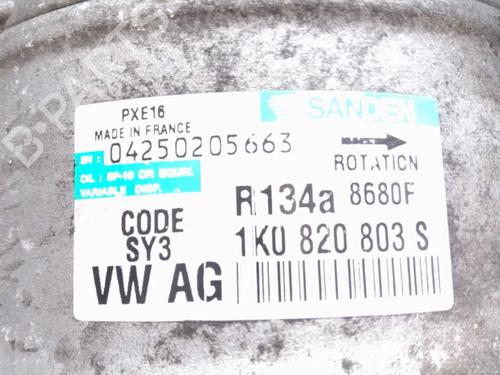 B-PARTS
PXE16
MADE IN FRANCE
SANDEN
SN : 04250205663
ROTATION
OIL : SP-10 OR EQUIV.
VARIABLE DISP.
R134a 8680F
CODE
SY3
1K0 820 803 S
VW AG